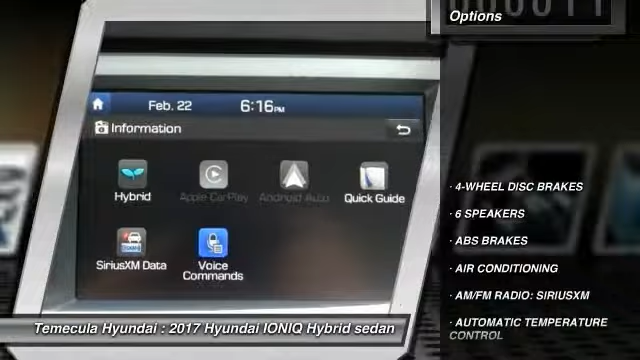 Options
Feb. 22 6:16PM
Information
Hybrid Apple CarPlay Android Auto Quick Guide
SiriusXM Data Voice
Commands
· 4-WHEEL DISC BRAKES
· 6 SPEAKERS
· ABS BRAKES
· AIR CONDITIONING
· AM/FM RADIO: SIRIUSXM
· AUTOMATIC TEMPERATURE
CONTROL
Temecula Hyundai : 2017 Hyundai IONIQ Hybrid sedan